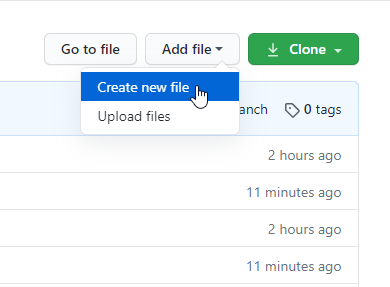 Go to file
Add file
Clone
Create new file
Upload files
anch
0 tags
2 hours ago
11 minutes ago
2 hours ago
11 minutes ago